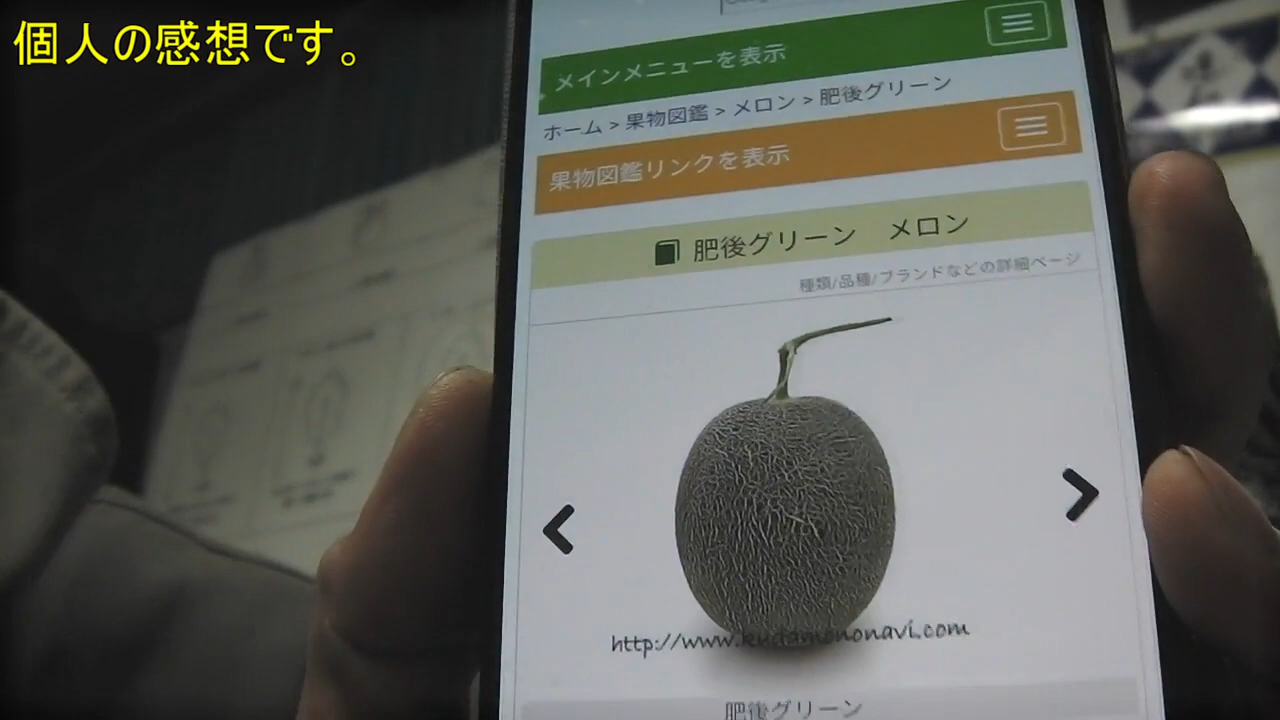 個人の感想です。
メインメニューを表示
ホーム > 果物図鑑 > メロン > 肥後グリーン
果物図鑑リンクを表示
肥後グリーン メロン
種類/品種/ブランドなどの詳細ページ
http://www.kudamononavi.com
肥後グリーン